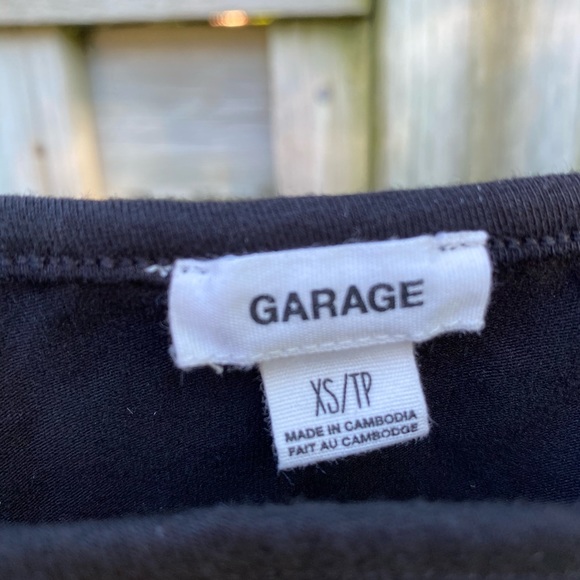 GARAGE
XS/TP
MADE IN CAMBODIA
FAIT AU CAMBODGE